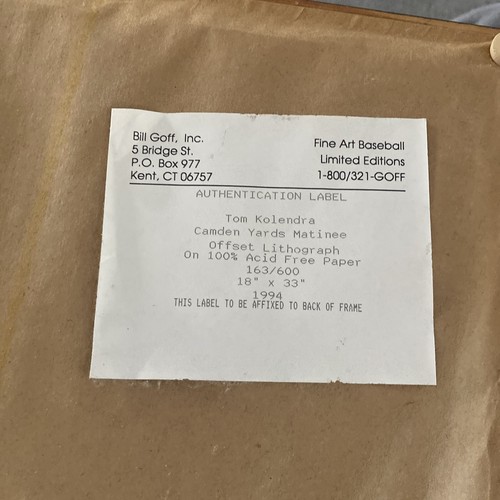 Bill Goff, Inc.
5 Bridge St.
P.O. Box 977
Kent, CT 06757
Fine Art Baseball
Limited Editions
1-800/321-GOFF
AUTHENTICATION LABEL
Tom Kolendra
Camden Yards Matinee
Offset Lithograph
On 100% Acid Free Paper
163/600
18" x 33"
1994
THIS LABEL TO BE AFFIXED TO BACK OF FRAME